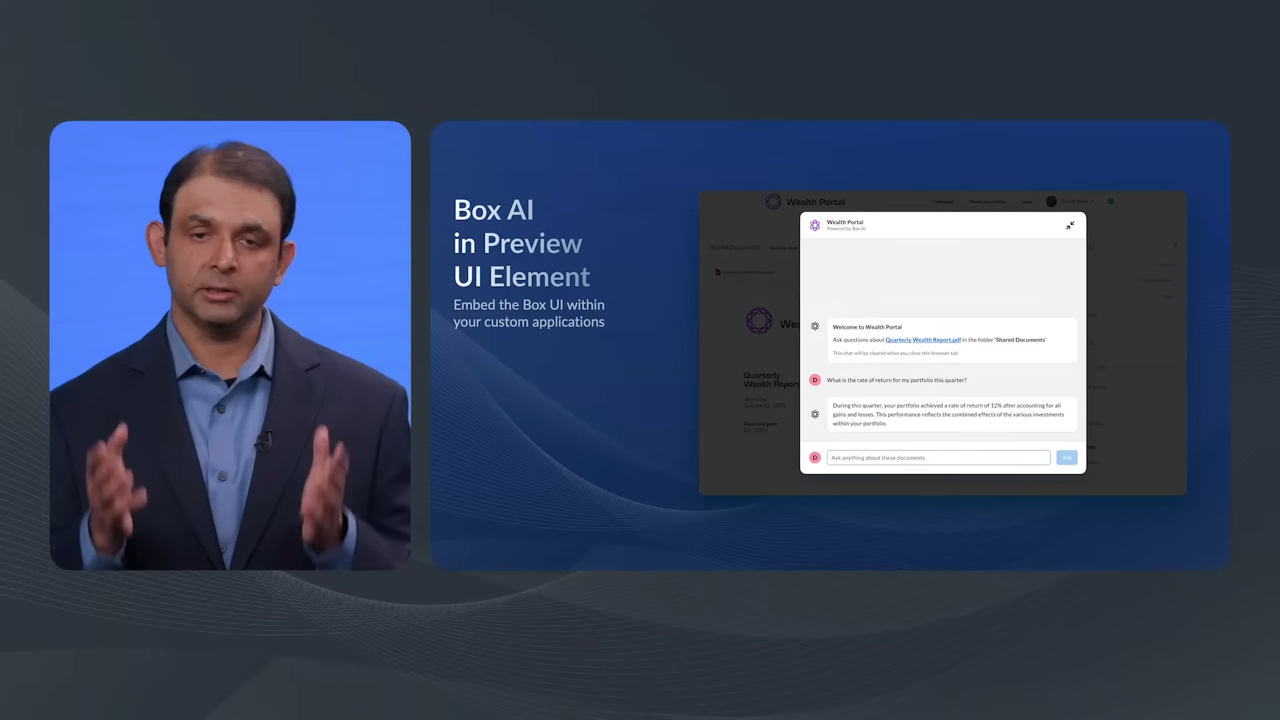 Box AI
in Preview
UI Element
Embed the Box UI within
your custom applications
Wealth Portal
Shared Documents
Quarterly
Wealth Report
Wealth Portal
Powered by Box AI
Welcome to Wealth Portal
Ask questions about Quarterly Wealth Report.pdf in the folder 'Shared Documents'
This chat will be cleared when you close this browser tab
D
What is the rate of return for my portfolio this quarter?
During this quarter, your portfolio achieved a rate of return of 12% after accounting for all
gains and losses. This performance reflects the combined effects of the various investments
within your portfolio.
D
Ask anything about these documents
Ask